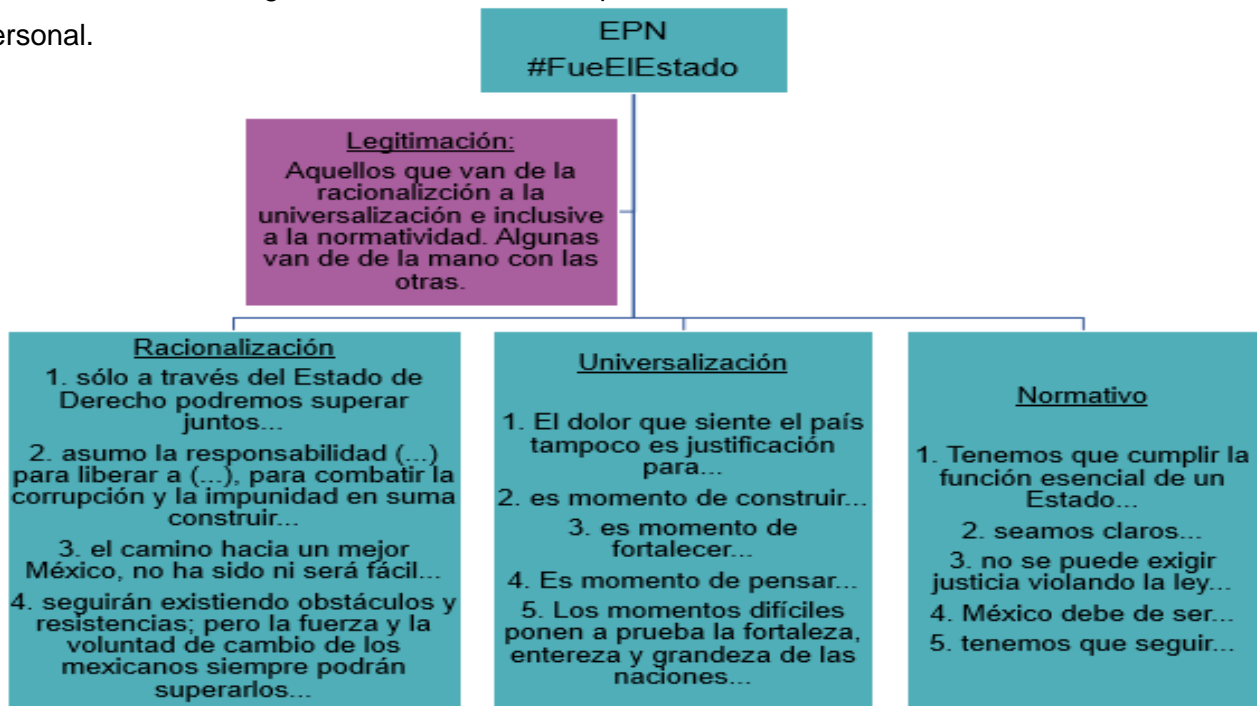 ersonal.
EPN
#FueElEstado
Legitimación:
Aquellos que van de la
racionalizción a la
universalización e inclusive
a la normatividad. Algunas
van de de la mano con las
otras.
Racionalización
1. sólo a través del Estado de
Derecho podremos superar
juntos...
2. asumo la responsabilidad (...)
para liberar a (...), para combatir la
corrupción y la impunidad en suma
construir...
3. el camino hacia un mejor
México, no ha sido ni será fácil...
4. seguirán existiendo obstáculos y
resistencias; pero la fuerza y la
voluntad de cambio de los
mexicanos siempre podrán
superarlos...
Universalización
1. El dolor que siente el país
tampoco es justificación
para...
2. es momento de construir...
3. es momento de
fortalecer...
4. Es momento de pensar...
5. Los momentos difíciles
ponen a prueba la fortaleza,
entereza y grandeza de las
naciones...
Normativo
1. Tenemos que cumplir la
función esencial de un
Estado...
2. seamos claros...
3. no se puede exigir
justicia violando la ley...
4. México debe de ser...
5. tenemos que seguir...